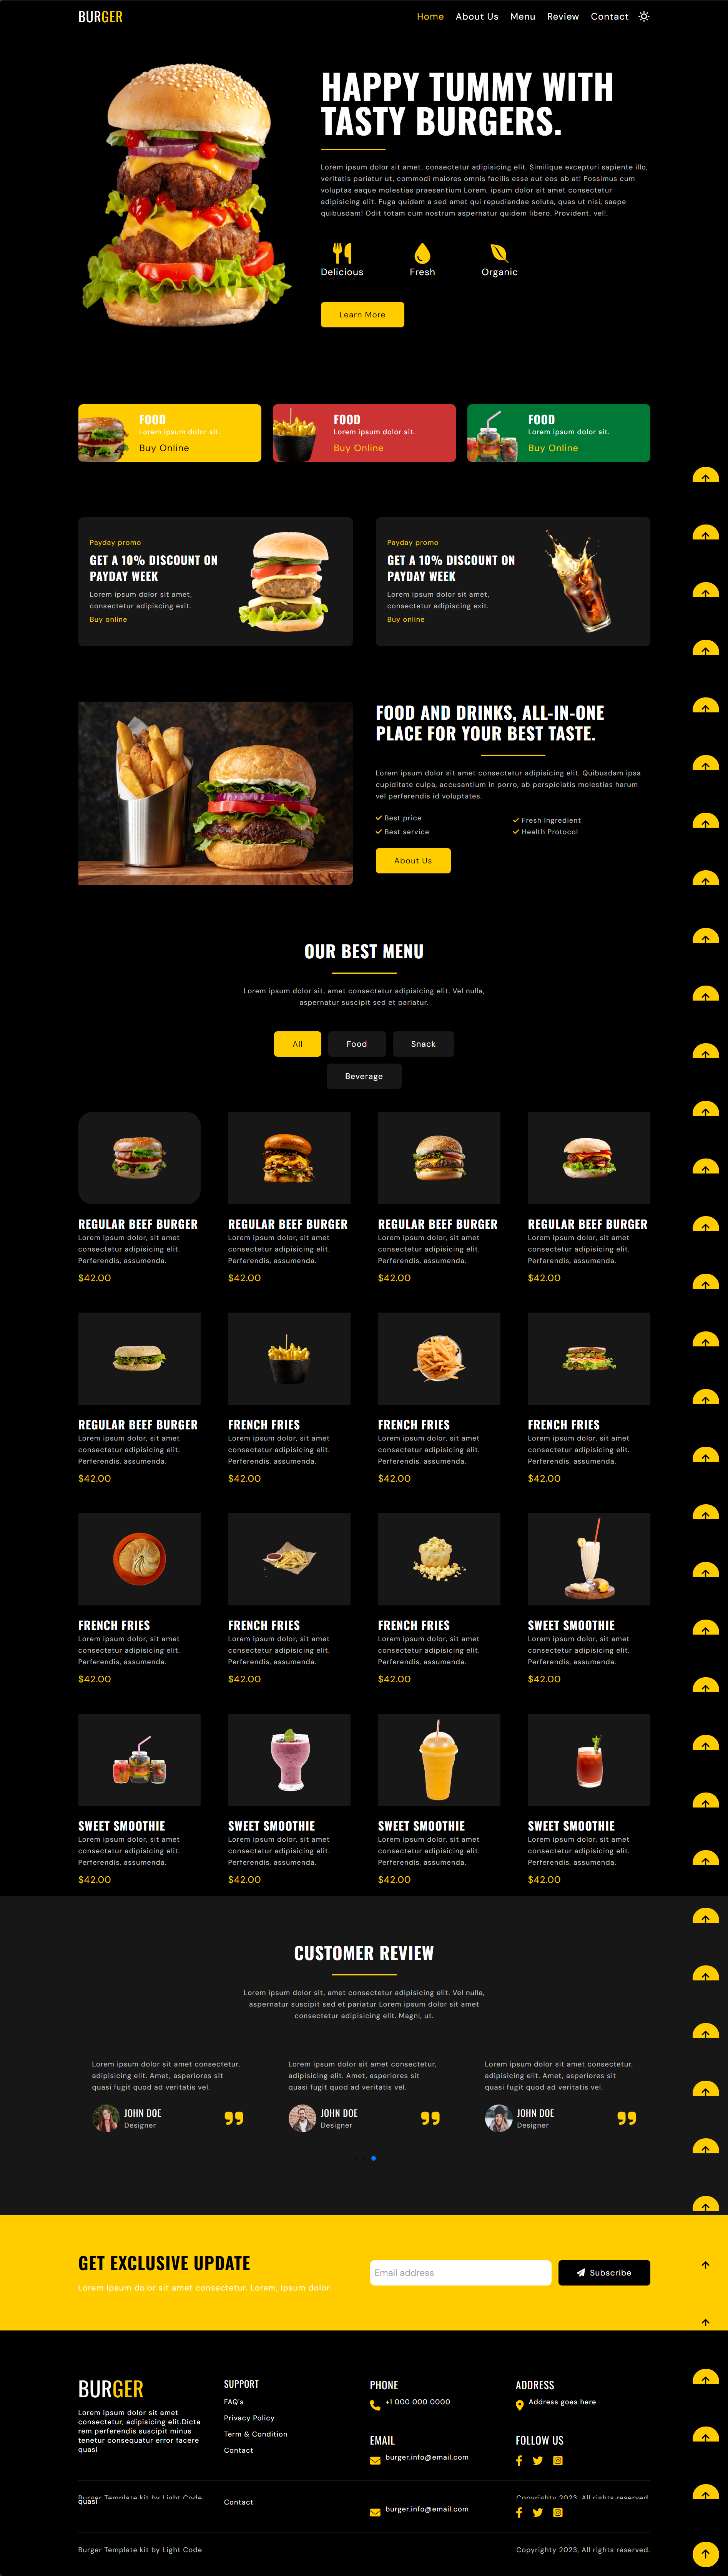 BURGER
Home About Us Menu Review Contact
HAPPY TUMMY WITH
TASTY BURGERS.
Lorem ipsum dolor sit amet, consectetur adipisicing elit. Similique excepturi sapiente illo,
veritatis pariatur ut, commodi maiores omnis facilis esse aut eos ab at! Possimus cum
voluptas eaque molestias praesentium Lorem, ipsum dolor sit amet consectetur
adipisicing elit. Fuga quidem a sed amet qui repudiandae soluta, quas ut nisi, saepe
quibusdam! Odit totam cum nostrum aspernatur quidem libero. Provident, vel!.
Delicious Fresh Organic
Learn More
FOOD
Lorem ipsum dolor sit.
Buy Online
FOOD
Lorem ipsum dolor sit.
Buy Online
FOOD
Lorem ipsum dolor sit.
Buy Online
Payday promo
GET A 10% DISCOUNT ON
PAYDAY WEEK
Lorem ipsum dolor sit amet,
consectetur adipiscing exit.
Buy online
Payday promo
GET A 10% DISCOUNT ON
PAYDAY WEEK
Lorem ipsum dolor sit amet,
consectetur adipiscing exit.
Buy online
FOOD AND DRINKS, ALL-IN-ONE
PLACE FOR YOUR BEST TASTE.
Lorem ipsum dolor sit amet consectetur adipisicing elit. Quibusdam ipsa
cupiditate culpa, accusantium in porro, ab perspiciatis molestias harum
vel perferendis id voluptates.
Best price
Fresh Ingredient
Best service
Health Protocol
About Us
OUR BEST MENU
Lorem ipsum dolor sit, amet consectetur adipisicing elit. Vel nulla,
aspernatur suscipit sed et pariatur.
All Food Snack
Beverage
REGULAR BEEF BURGER
Lorem ipsum dolor, sit amet
consectetur adipisicing elit.
Perferendis, assumenda.
$42.00
REGULAR BEEF BURGER
Lorem ipsum dolor, sit amet
consectetur adipisicing elit.
Perferendis, assumenda.
$42.00
REGULAR BEEF BURGER
Lorem ipsum dolor, sit amet
consectetur adipisicing elit.
Perferendis, assumenda.
$42.00
REGULAR BEEF BURGER
Lorem ipsum dolor, sit amet
consectetur adipisicing elit.
Perferendis, assumenda.
$42.00
REGULAR BEEF BURGER
Lorem ipsum dolor, sit amet
consectetur adipisicing elit.
Perferendis, assumenda.
$42.00
FRENCH FRIES
Lorem ipsum dolor, sit amet
consectetur adipisicing elit.
Perferendis, assumenda.
$42.00
FRENCH FRIES
Lorem ipsum dolor, sit amet
consectetur adipisicing elit.
Perferendis, assumenda.
$42.00
FRENCH FRIES
Lorem ipsum dolor, sit amet
consectetur adipisicing elit.
Perferendis, assumenda.
$42.00
FRENCH FRIES
Lorem ipsum dolor, sit amet
consectetur adipisicing elit.
Perferendis, assumenda.
$42.00
FRENCH FRIES
Lorem ipsum dolor, sit amet
consectetur adipisicing elit.
Perferendis, assumenda.
$42.00
FRENCH FRIES
Lorem ipsum dolor, sit amet
consectetur adipisicing elit.
Perferendis, assumenda.
$42.00
SWEET SMOOTHIE
Lorem ipsum dolor, sit amet
consectetur adipisicing elit.
Perferendis, assumenda.
$42.00
SWEET SMOOTHIE
Lorem ipsum dolor, sit amet
consectetur adipisicing elit.
Perferendis, assumenda.
$42.00
SWEET SMOOTHIE
Lorem ipsum dolor, sit amet
consectetur adipisicing elit.
Perferendis, assumenda.
$42.00
SWEET SMOOTHIE
Lorem ipsum dolor, sit amet
consectetur adipisicing elit.
Perferendis, assumenda.
$42.00
SWEET SMOOTHIE
Lorem ipsum dolor, sit amet
consectetur adipisicing elit.
Perferendis, assumenda.
$42.00
CUSTOMER REVIEW
Lorem ipsum dolor sit, amet consectetur adipisicing elit. Vel nulla,
aspernatur suscipit sed et pariatur Lorem ipsum dolor sit amet
consectetur adipisicing elit. Magni, ut.
Lorem ipsum dolor sit amet consectetur,
adipisicing elit. Amet, asperiores sit
quasi fugit quod ad veritatis vel.
JOHN DOE
Designer
Lorem ipsum dolor sit amet consectetur,
adipisicing elit. Amet, asperiores sit
quasi fugit quod ad veritatis vel.
JOHN DOE
Designer
Lorem ipsum dolor sit amet consectetur,
adipisicing elit. Amet, asperiores sit
quasi fugit quod ad veritatis vel.
JOHN DOE
Designer
GET EXCLUSIVE UPDATE
Lorem ipsum dolor sit amet consectetur. Lorem, ipsum dolor.
Email address
Subscribe
BURGER
Lorem ipsum dolor sit amet
consectetur, adipisicing elit.Dicta
rem perferendis suscipit minus
tenetur consequatur error facere
quasi
SUPPORT
FAQ's
Privacy Policy
Term & Condition
Contact
PHONE
+1 000 000 0000
EMAIL
burger.info@email.com
ADDRESS
Address goes here
FOLLOW US
Burger Template kit by Light Code
Copyrighty 2023, All rights reserved.
quasi
Contact
burger.info@email.com
Burger Template kit by Light Code
Copyrighty 2023, All rights reserved.